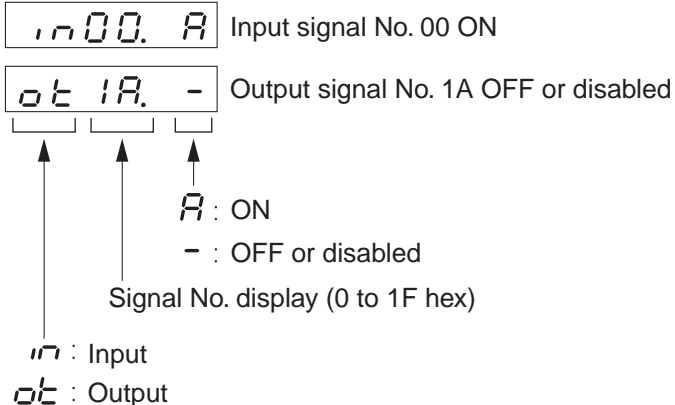 in00. A Input signal No. 00 ON
ot 1A. - Output signal No. 1A OFF or disabled
A : ON
- : OFF or disabled
Signal No. display (0 to 1F hex)
in : Input
ot : Output